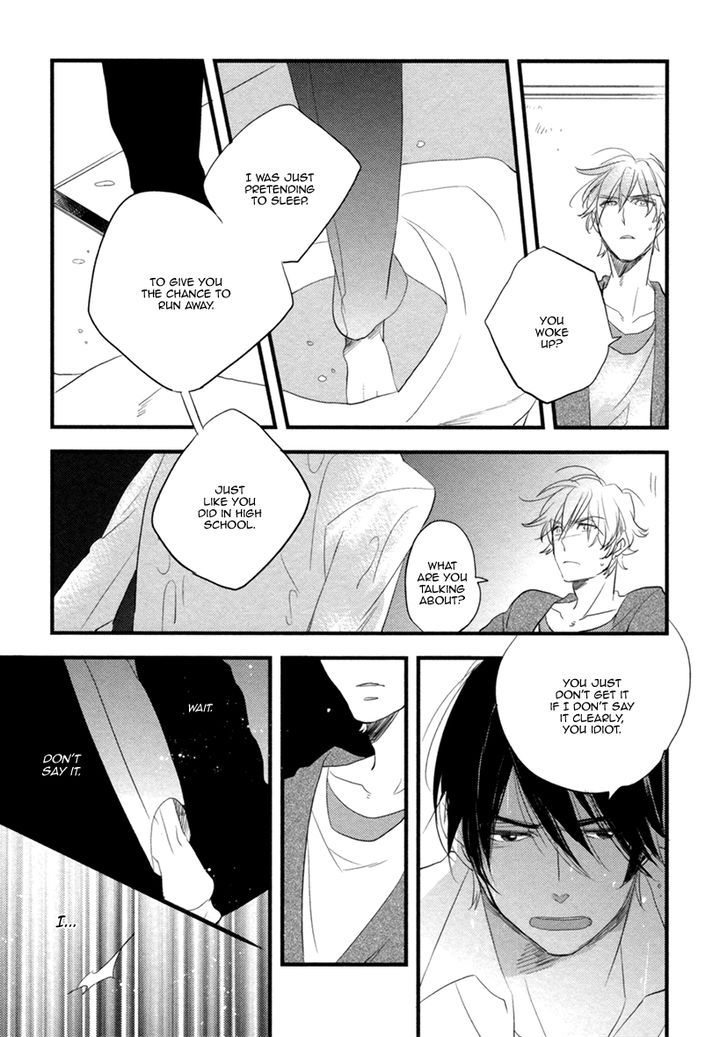 YOU
WOKE
UP?
I WAS JUST
PRETENDING
TO SLEEP.
TO GIVE YOU
THE CHANCE TO
RUN AWAY.
JUST
LIKE YOU
DID IN HIGH
SCHOOL.
WHAT
ARE YOU
TALKING
ABOUT?
YOU JUST
DON'T GET IT
IF I DON'T SAY
IT CLEARLY,
YOU IDIOT.
WAIT.
DON'T
SAY IT.
I...